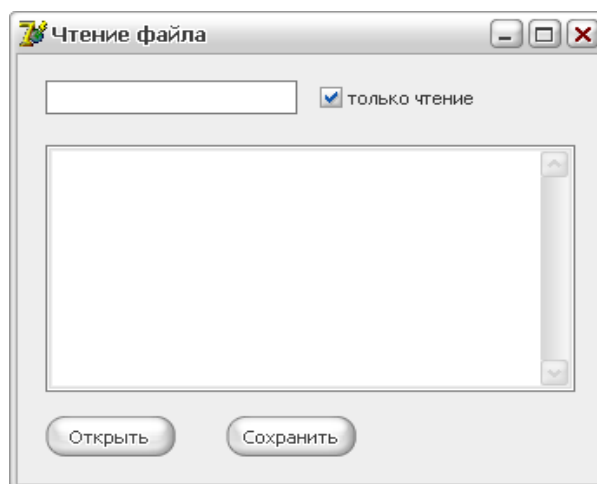 Чтение файла
только чтение
Открыть
Сохранить